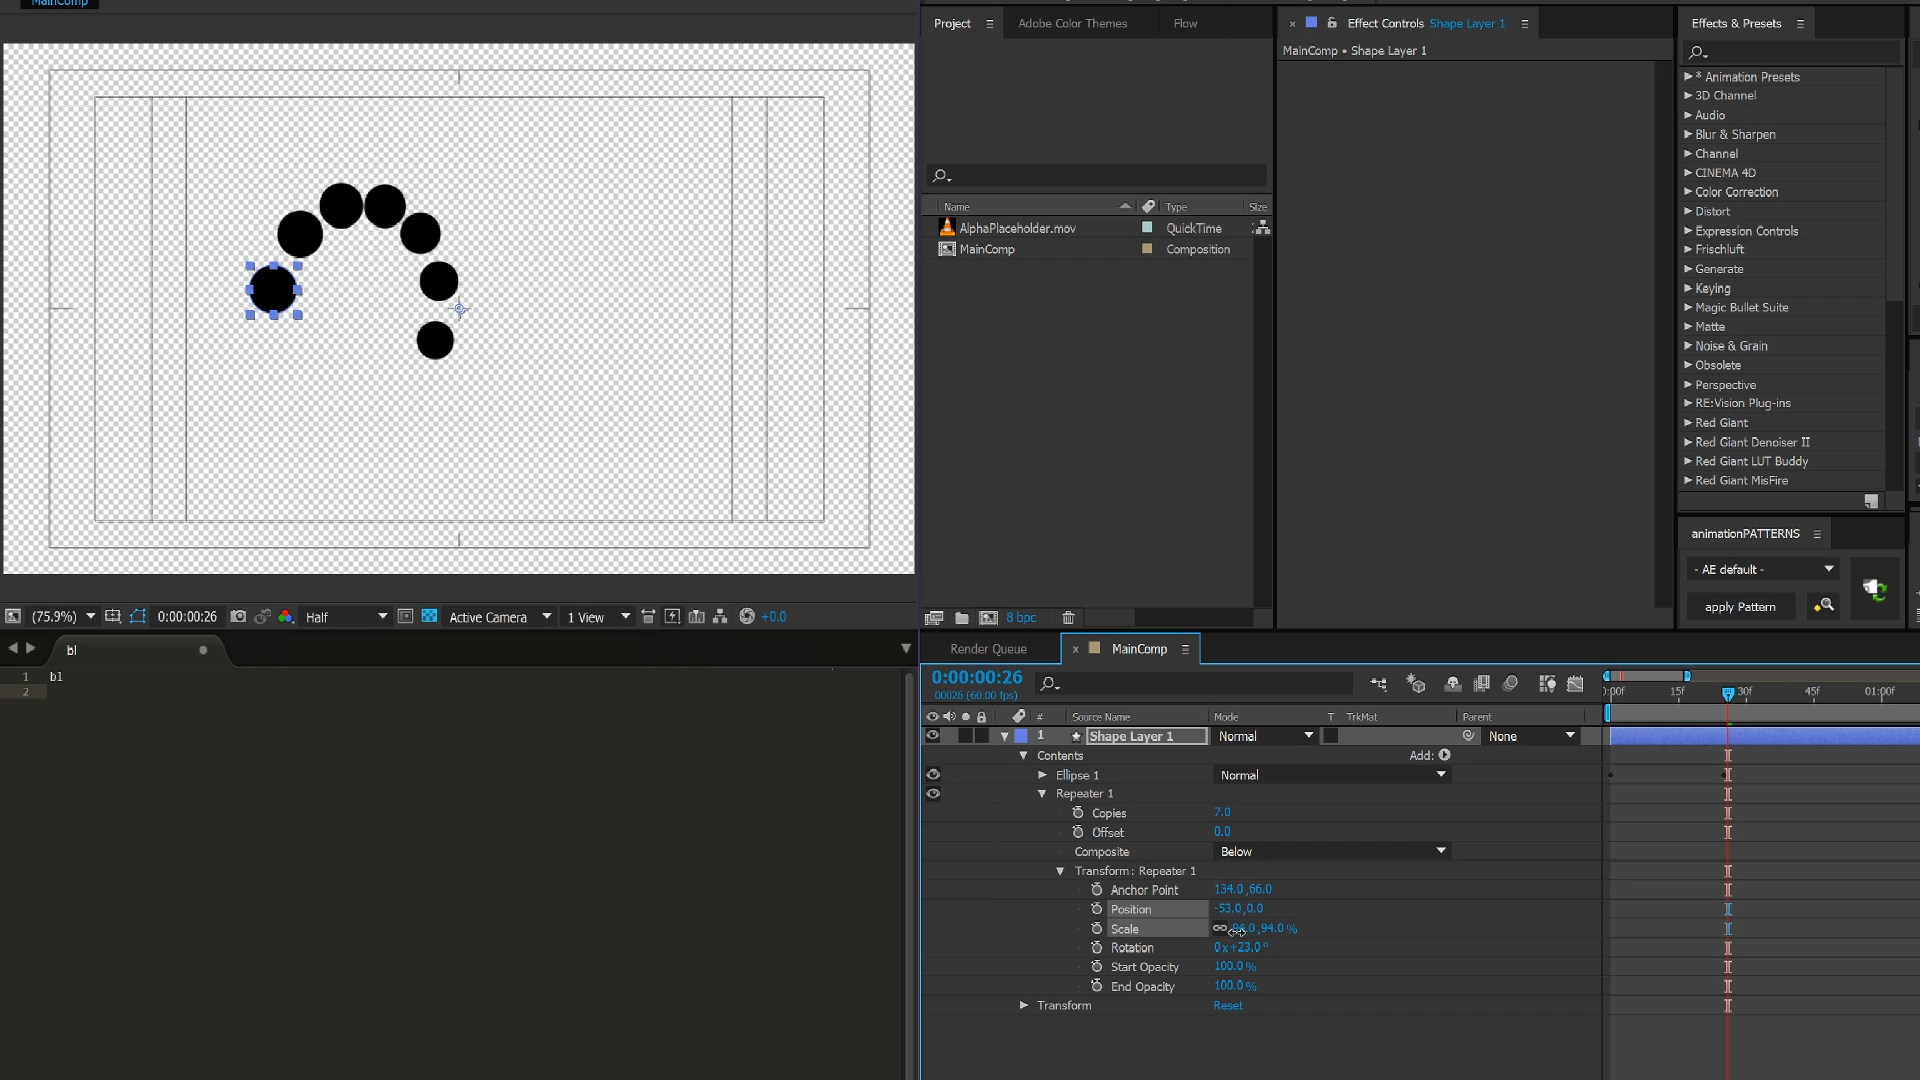 MainComp
Project
Adobe Color Themes
Flow
Effect Controls Shape Layer 1
Effects & Presets
MainComp • Shape Layer 1
* Animation Presets
3D Channel
Audio
Blur & Sharpen
Channel
CINEMA 4D
Color Correction
Distort
Expression Controls
Frischluft
Generate
Keying
Magic Bullet Suite
Matte
Noise & Grain
Obsolete
Perspective
RE:Vision Plug-ins
Red Giant
Red Giant Denoiser II
Red Giant LUT Buddy
Red Giant MisFire
Name Type Size
AlphaPlaceholder.mov QuickTime
MainComp Composition
animationPATTERNS
- AE default -
apply Pattern
(75.9%) 0:00:00:26 Half Active Camera 1 View +0.0
8 bpc
bl
1 bl
2
Render Queue
MainComp
0:00:00:26
00026 (60.00 fps)
:00f 15f 30f 45f 01:00f
# Source Name Mode T TrkMat Parent
1 Shape Layer 1 Normal None
Contents Add:
Ellipse 1 Normal
Repeater 1
Copies 7.0
Offset 0.0
Composite Below
Transform: Repeater 1
Anchor Point 134.0,66.0
Position -53.0,0.0
Scale ,94.0 %
Rotation 0x+23.0°
Start Opacity 100.0 %
End Opacity 100.0 %
Transform Reset